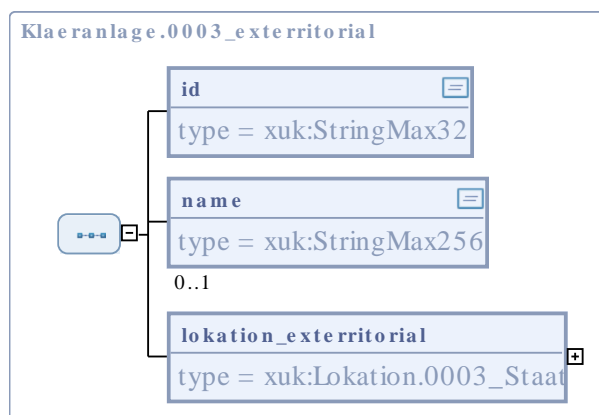 Klaeranlage.0003_exterritorial
id
type = xuk:StringMax32
name
type = xuk:StringMax256
0..1
lokation_exterritorial
type = xuk:Lokation.0003_Staat